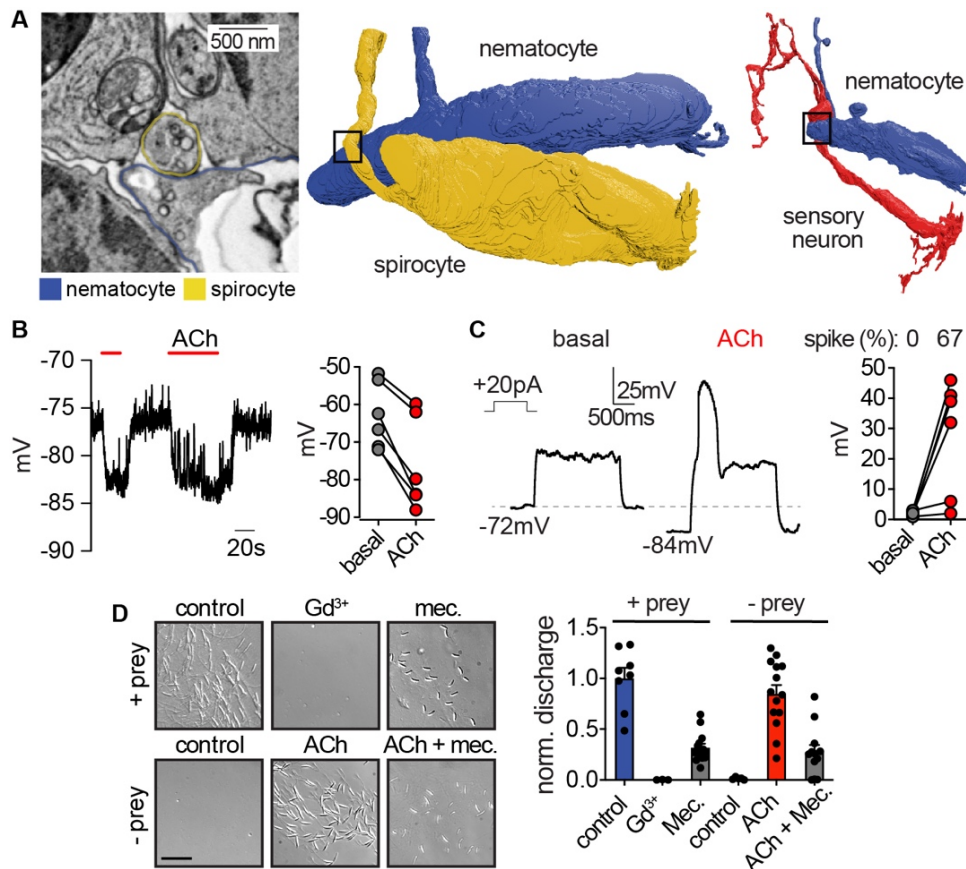 A
500 nm
nematocyte
spirocyte
nematocyte
sensory
neuron
nematocyte spirocyte
B
ACh
-70
-75
-80
-85
-90
mV
20s
-50
-60
-70
-80
-90
mV
basal
ACh
C
basal
ACh
spike (%): 0 67
+20pA
25mV
500ms
-72mV
-84mV
50
40
30
20
10
0
mV
basal
ACh
D
control Gd³⁺ mec.
+ prey
control ACh ACh + mec.
- prey
+ prey - prey
1.5
1.0
0.5
0.0
norm. discharge
control
Gd³⁺
Mec.
control
ACh
ACh + Mec.